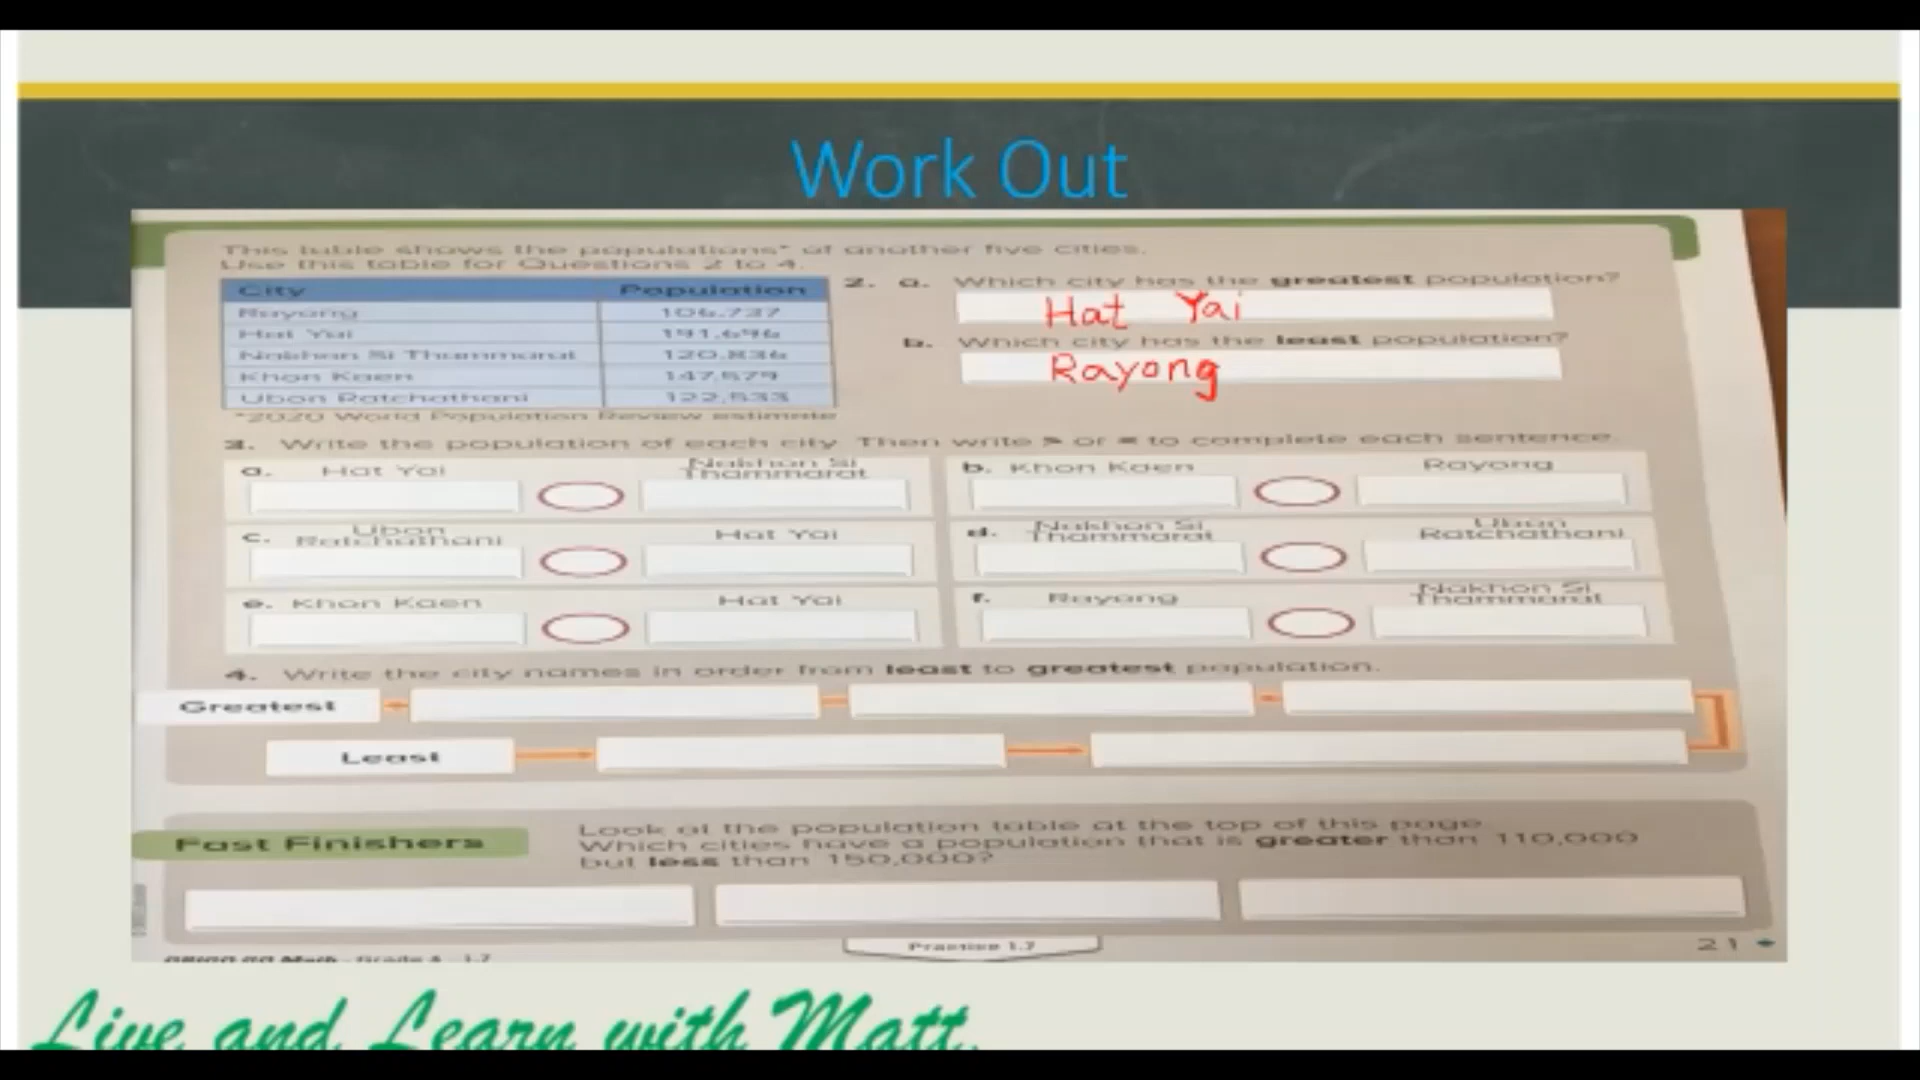 Work Out
This table shows the populations* of another five cities.
Use this table for Questions 2 to 4.
City Population
Rayong 106,737
Hat Yai 191,696
Nakhon Si Thammarat 120,836
Khon Kaen 147,579
Ubon Ratchathani 122,533
*2020 World Population Review estimate
2. a. Which city has the greatest population?
Hat Yai
b. Which city has the least population?
Rayong
3. Write the population of each city. Then write > or < to complete each sentence.
a. Hat Yai Nakhon Si Thammarat
b. Khon Kaen Rayong
c. Ubon Ratchathani Hat Yai
d. Nakhon Si Thammarat Ubon Ratchathani
e. Khon Kaen Hat Yai
f. Rayong Nakhon Si Thammarat
4. Write the city names in order from least to greatest population.
Greatest
Least
Fast Finishers
Look at the population table at the top of this page.
Which cities have a population that is greater than 110,000
but less than 150,000?
Practice 1.7
21
Math - Grade 4 1.7
Live and Learn with Matt.